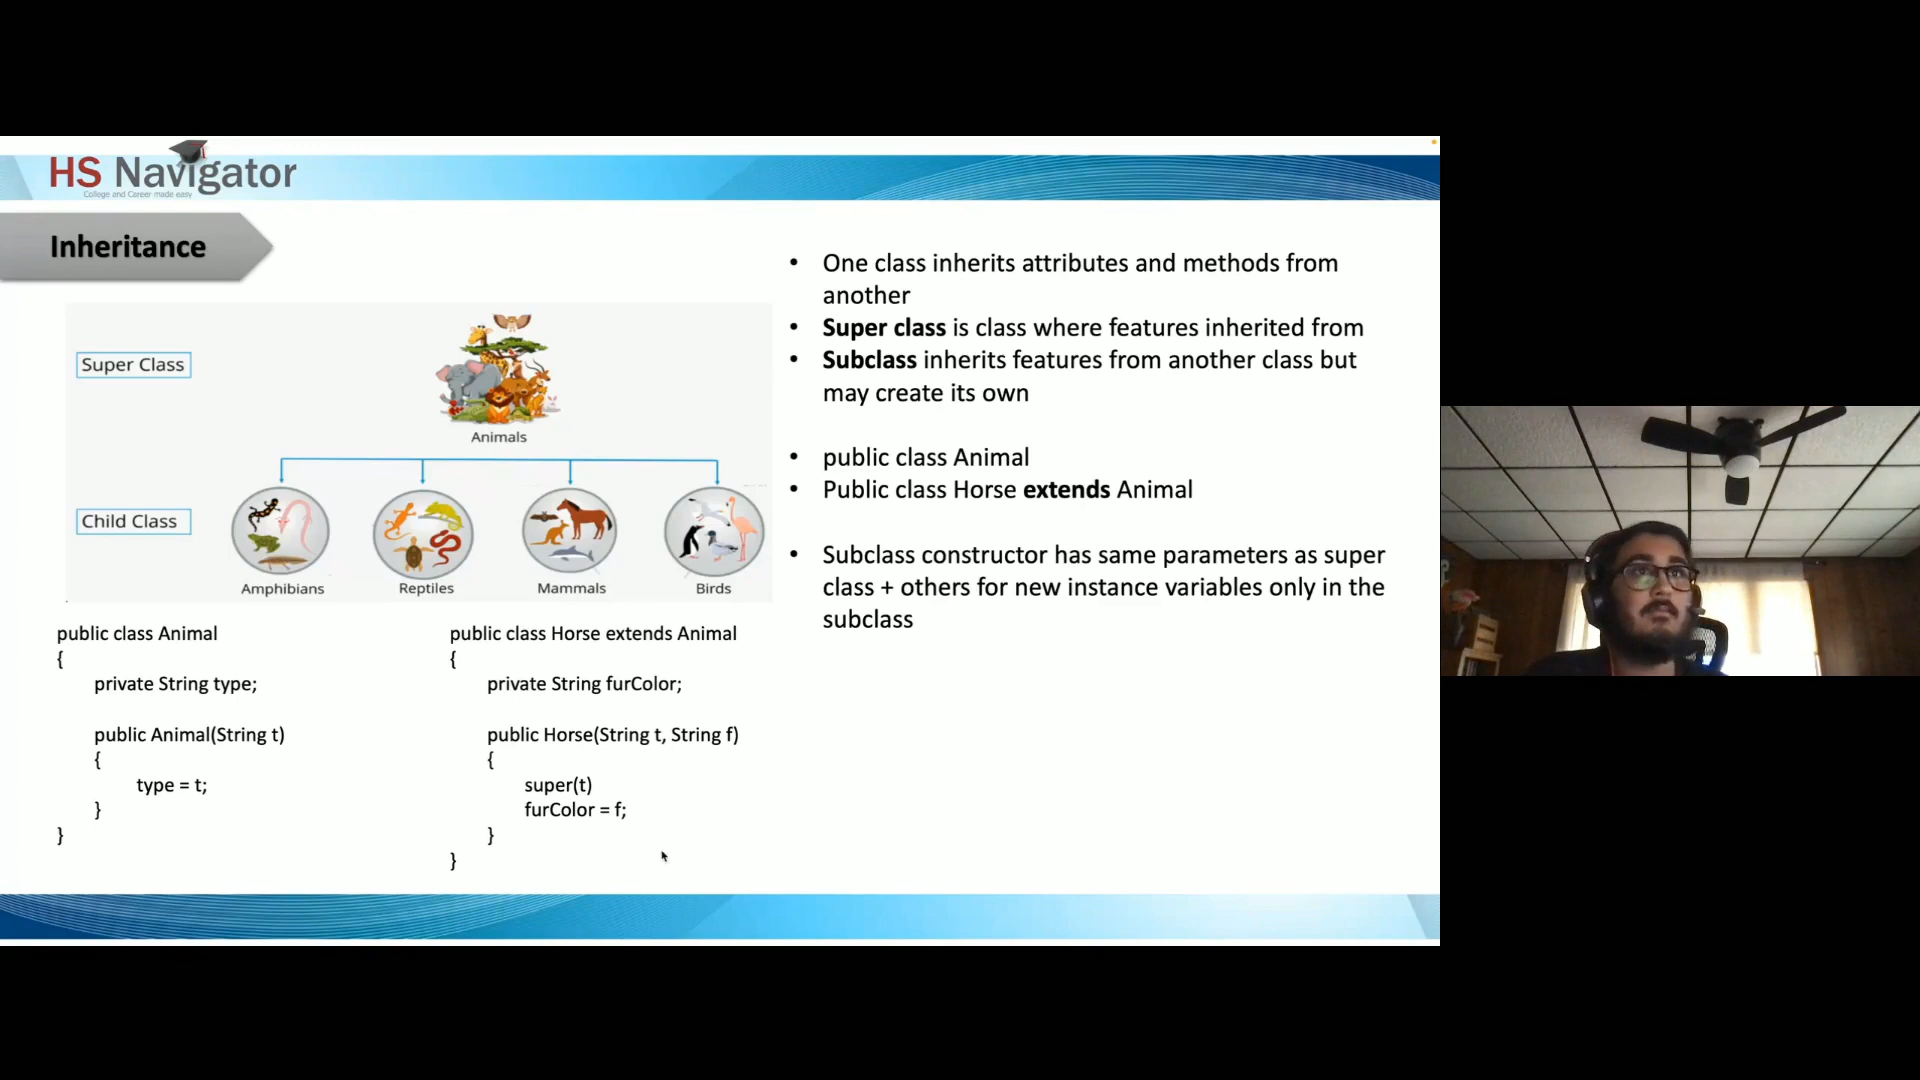 HS Navigator
College and Career made easy
Inheritance
Super Class
Animals
Child Class
Amphibians
Reptiles
Mammals
Birds
public class Animal
{
private String type;
public Animal(String t)
{
type = t;
}
}
public class Horse extends Animal
{
private String furColor;
public Horse(String t, String f)
{
super(t)
furColor = f;
}
}
• One class inherits attributes and methods from
another
• Super class is class where features inherited from
• Subclass inherits features from another class but
may create its own
• public class Animal
• Public class Horse extends Animal
• Subclass constructor has same parameters as super
class + others for new instance variables only in the
subclass